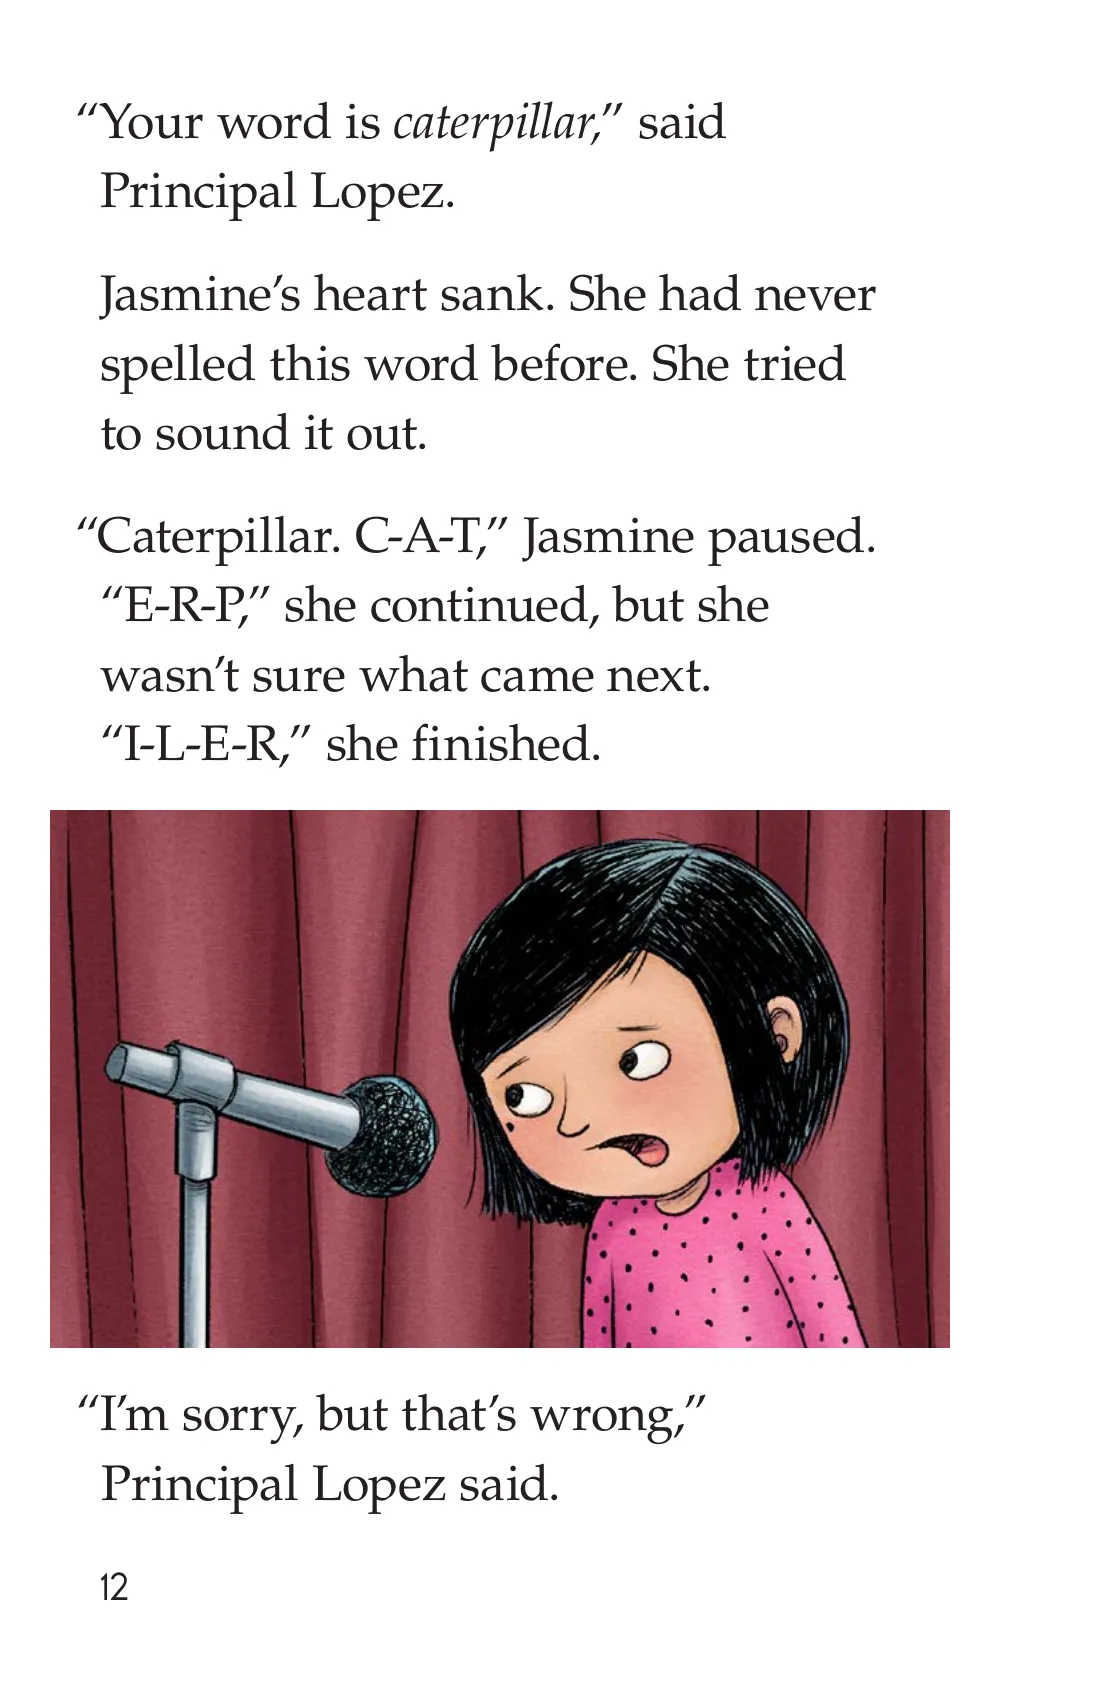 “Your word is caterpillar,” said
Principal Lopez.
Jasmine’s heart sank. She had never
spelled this word before. She tried
to sound it out.
“Caterpillar. C-A-T,” Jasmine paused.
“E-R-P,” she continued, but she
wasn’t sure what came next.
“I-L-E-R,” she finished.
“I’m sorry, but that’s wrong,”
Principal Lopez said.
12